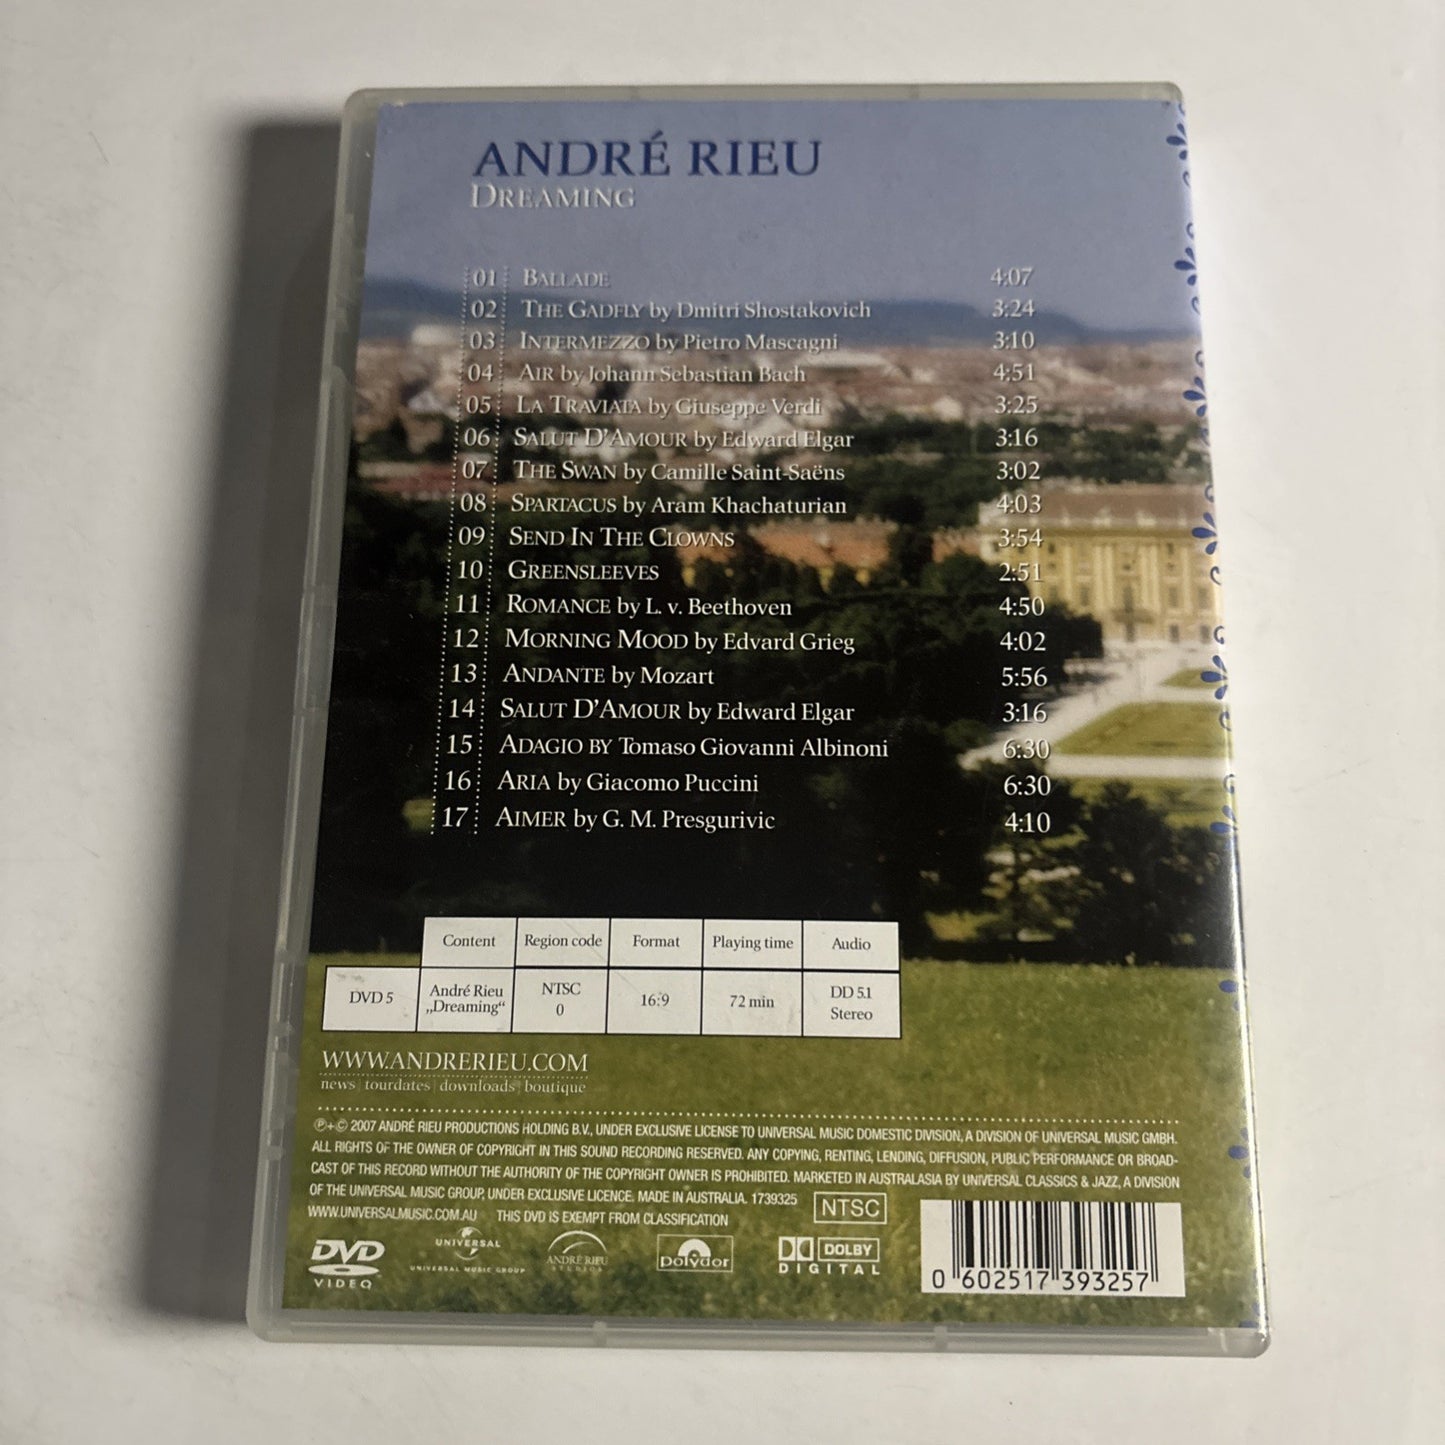 ANDRÉ RIEU
DREAMING
01 BALLADE 4:07
02 THE GADFLY by Dmitri Shostakovich 3:24
03 INTERMEZZO by Pietro Mascagni 3:10
04 AIR by Johann Sebastian Bach 4:51
05 LA TRAVIATA by Giuseppe Verdi 3:25
06 SALUT D'AMOUR by Edward Elgar 3:16
07 THE SWAN by Camille Saint-Saëns 3:02
08 SPARTACUS by Aram Khachaturian 4:03
09 SEND IN THE CLOWNS 3:54
10 GREENSLEEVES 2:51
11 ROMANCE by L. v. Beethoven 4:50
12 MORNING MOOD by Edvard Grieg 4:02
13 ANDANTE by Mozart 5:56
14 SALUT D'AMOUR by Edward Elgar 3:16
15 ADAGIO BY Tomaso Giovanni Albinoni 6:30
16 ARIA by Giacomo Puccini 6:30
17 AIMER by G. M. Presgurivic 4:10
Content Region code Format Playing time Audio
DVD 5 André Rieu „Dreaming“ NTSC 0 16:9 72 min DD 5.1 Stereo
WWW.ANDRERIEU.COM
news | tourdates | downloads | boutique
℗+© 2007 ANDRÉ RIEU PRODUCTIONS HOLDING B.V., UNDER EXCLUSIVE LICENSE TO UNIVERSAL MUSIC DOMESTIC DIVISION, A DIVISION OF UNIVERSAL MUSIC GMBH.
ALL RIGHTS OF THE OWNER OF COPYRIGHT IN THIS SOUND RECORDING RESERVED. ANY COPYING, RENTING, LENDING, DIFFUSION, PUBLIC PERFORMANCE OR BROAD-
CAST OF THIS RECORD WITHOUT THE AUTHORITY OF THE COPYRIGHT OWNER IS PROHIBITED. MARKETED IN AUSTRALASIA BY UNIVERSAL CLASSICS & JAZZ, A DIVISION
OF THE UNIVERSAL MUSIC GROUP, UNDER EXCLUSIVE LICENCE. MADE IN AUSTRALIA. 1739325
WWW.UNIVERSALMUSIC.COM.AU THIS DVD IS EXEMPT FROM CLASSIFICATION
NTSC
DVD VIDEO
UNIVERSAL
UNIVERSAL MUSIC GROUP
ANDRÉ RIEU STUDIOS
Polydor
DOLBY DIGITAL
0 602517 393257